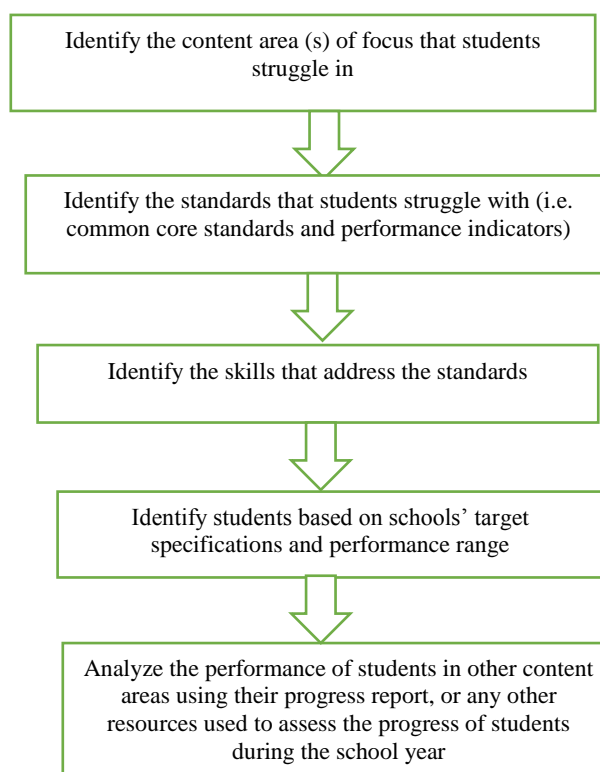 Identify the content area (s) of focus that students
struggle in
Identify the standards that students struggle with (i.e.
common core standards and performance indicators)
Identify the skills that address the standards
Identify students based on schools’ target
specifications and performance range
Analyze the performance of students in other content
areas using their progress report, or any other
resources used to assess the progress of students
during the school year